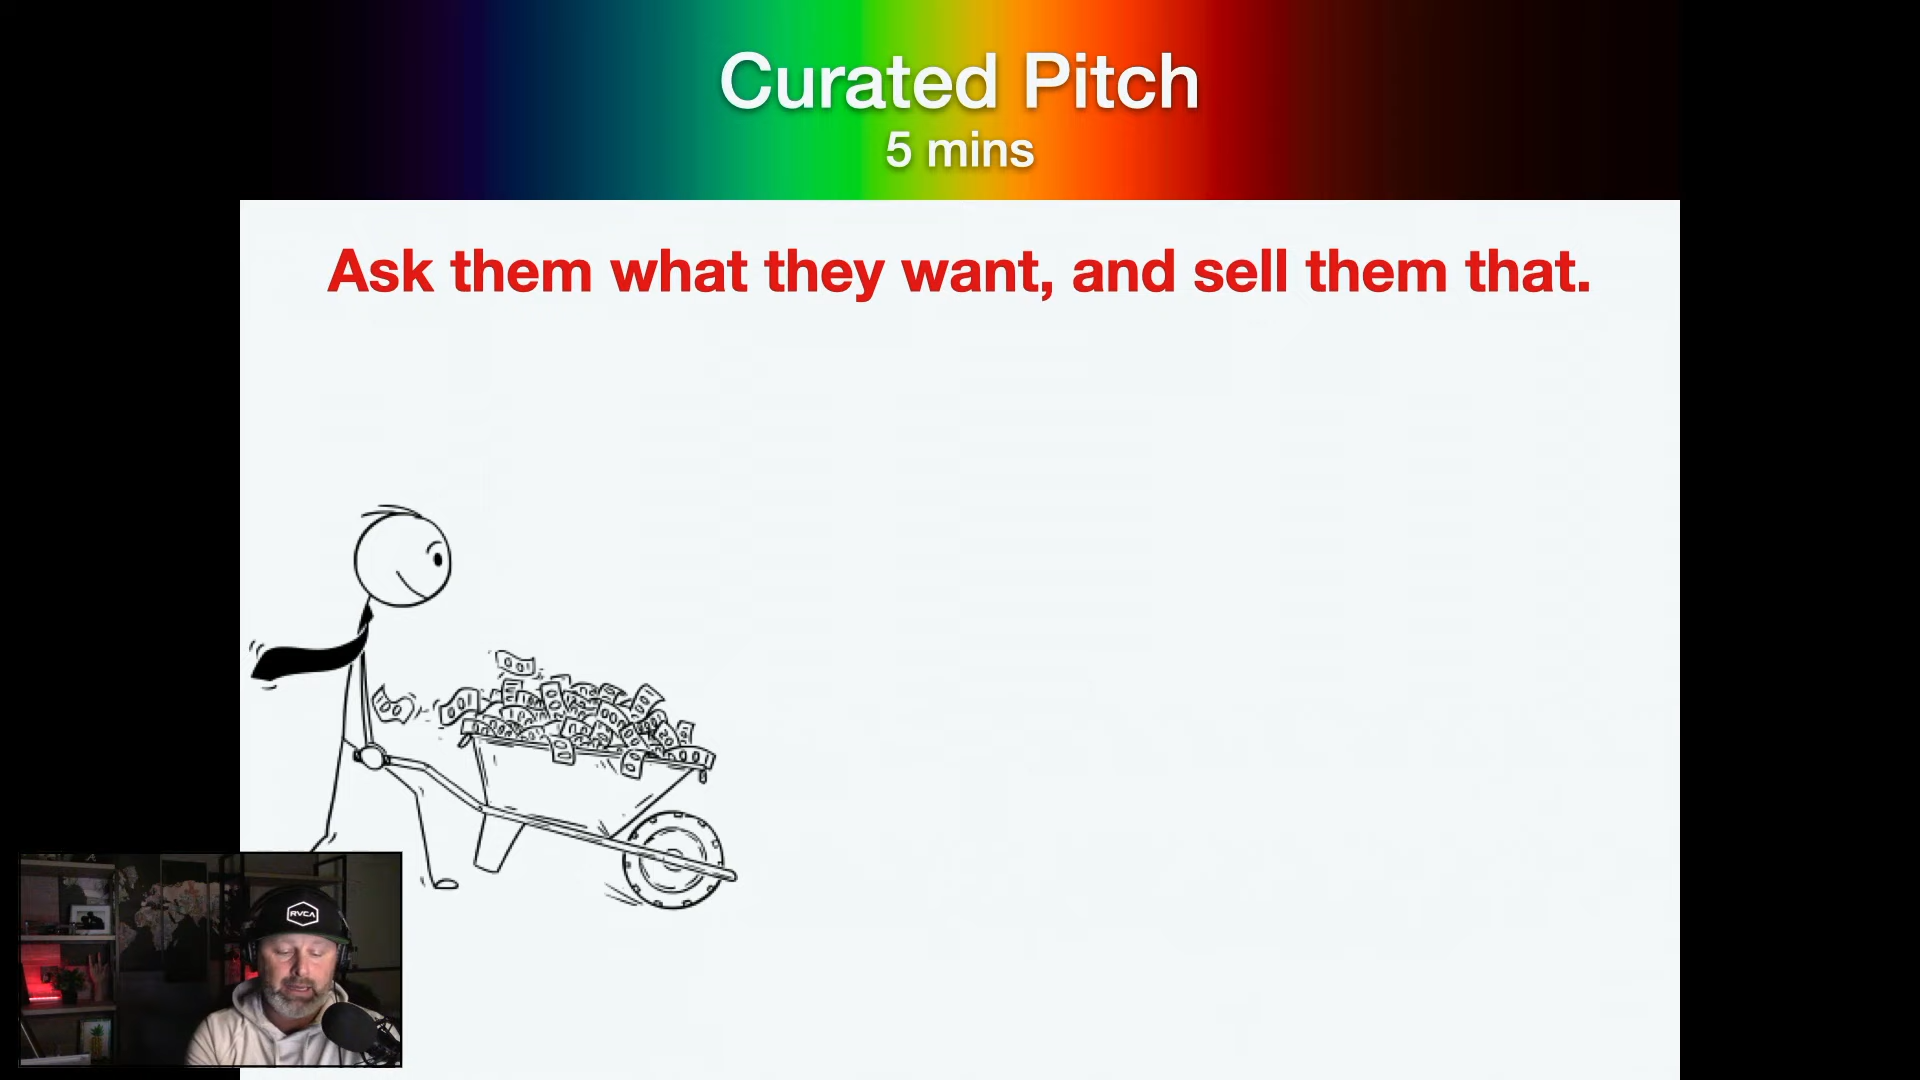 Curated Pitch
5 mins
Ask them what they want, and sell them that.
RVCA